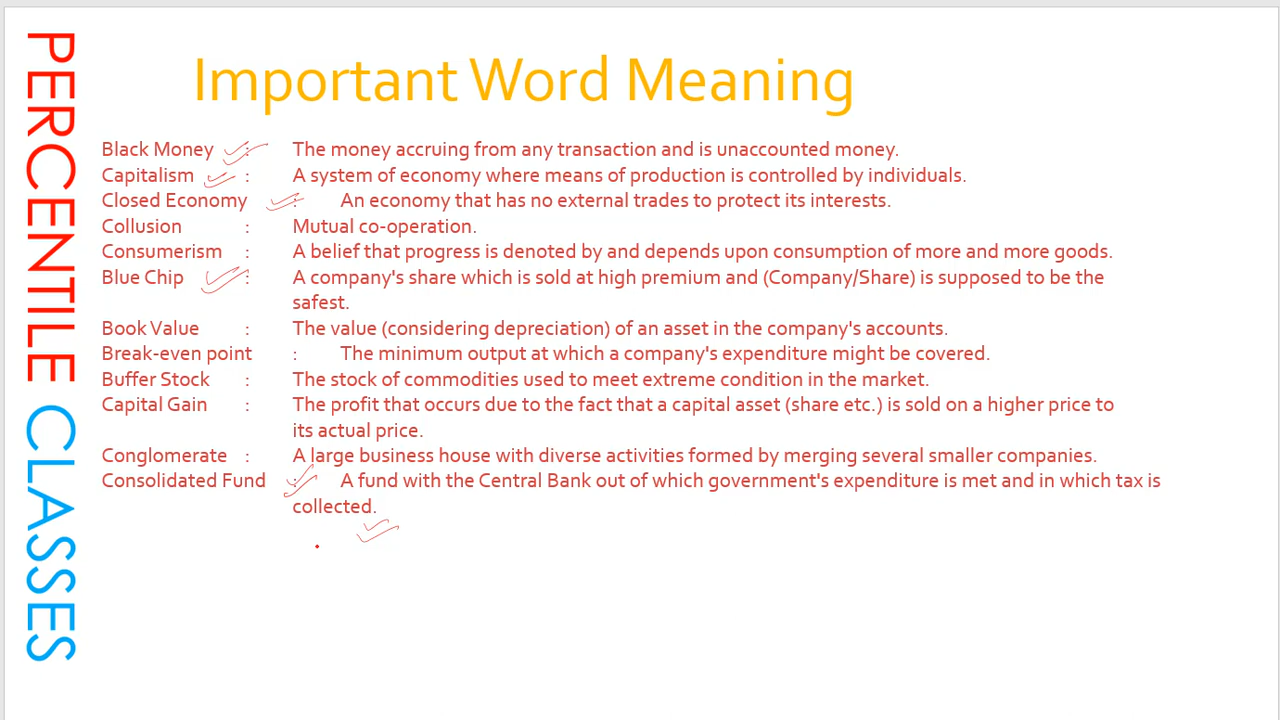 PERCENTILE CLASSES
Important Word Meaning
Black Money : The money accruing from any transaction and is unaccounted money.
Capitalism : A system of economy where means of production is controlled by individuals.
Closed Economy : An economy that has no external trades to protect its interests.
Collusion : Mutual co-operation.
Consumerism : A belief that progress is denoted by and depends upon consumption of more and more goods.
Blue Chip : A company's share which is sold at high premium and (Company/Share) is supposed to be the
safest.
Book Value : The value (considering depreciation) of an asset in the company's accounts.
Break-even point : The minimum output at which a company's expenditure might be covered.
Buffer Stock : The stock of commodities used to meet extreme condition in the market.
Capital Gain : The profit that occurs due to the fact that a capital asset (share etc.) is sold on a higher price to
its actual price.
Conglomerate : A large business house with diverse activities formed by merging several smaller companies.
Consolidated Fund : A fund with the Central Bank out of which government's expenditure is met and in which tax is
collected.